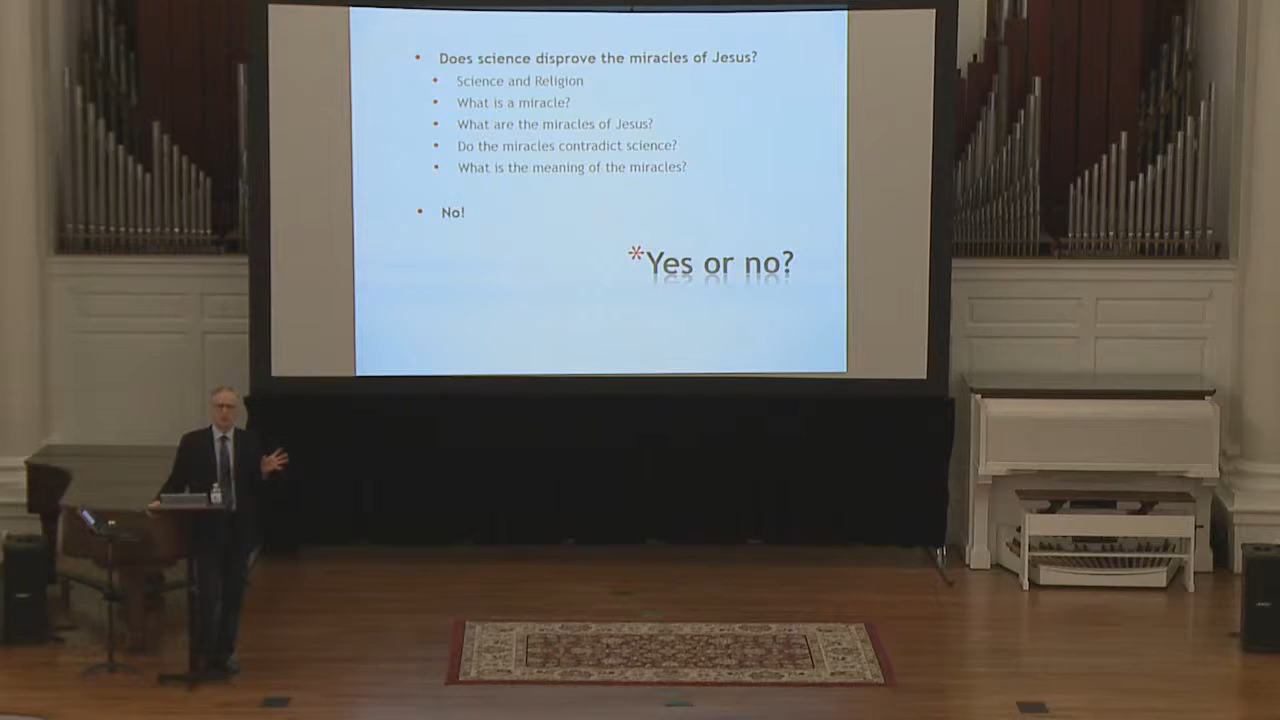 Does science disprove the miracles of Jesus?
Science and Religion
What is a miracle?
What are the miracles of Jesus?
Do the miracles contradict science?
What is the meaning of the miracles?
No!
*Yes or no?